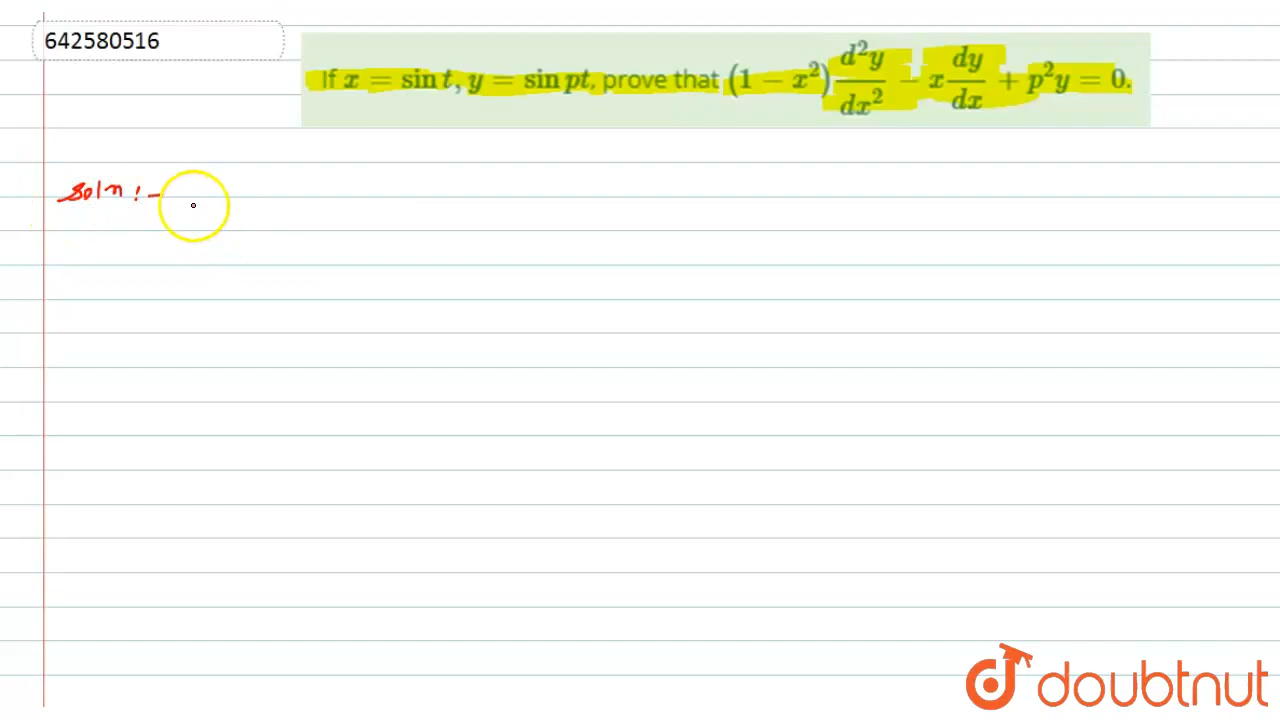 642580516
If x = sin t, y = sin pt, prove that (1 − x²) d²y/dx² − x dy/dx + p²y = 0.
Soln :-
doubtnut